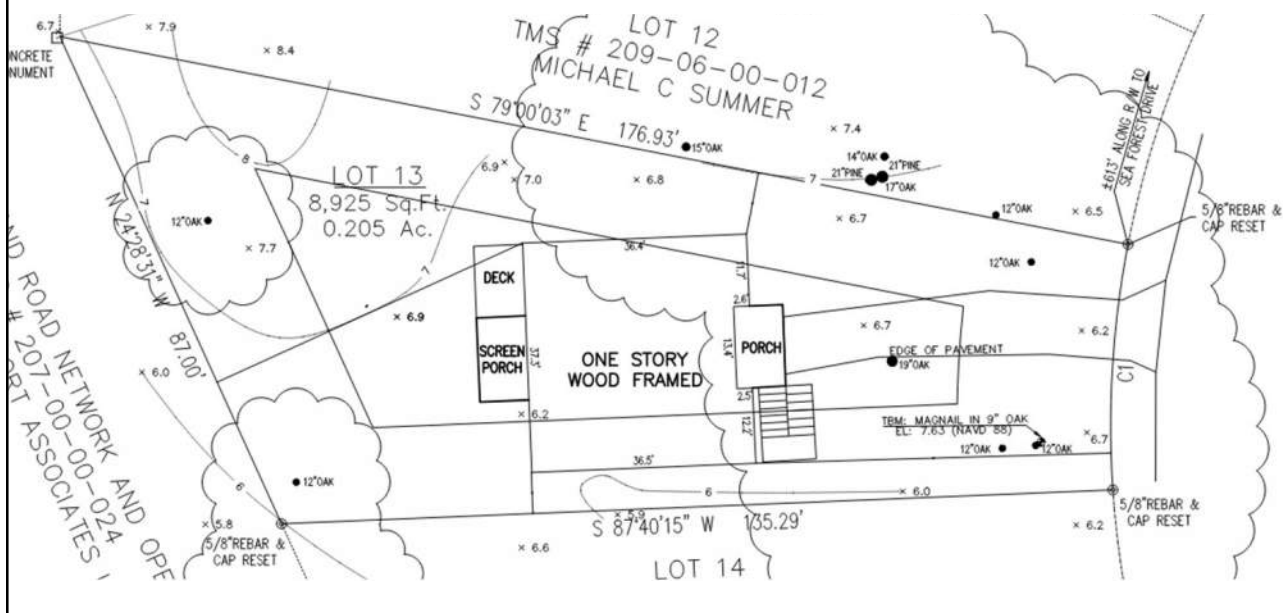 6.7
× 7.9
× 8.4
ONCRETE
NUMENT
LOT 12
TMS # 209-06-00-012
MICHAEL C SUMMER
S 79°00'03" E 176.93'
× 7.4
15"OAK
14"OAK
21"PINE
21"PINE
17"OAK
7
±613' ALONG R/W TO
SEA FOREST DRIVE
5/8"REBAR &
CAP RESET
12"OAK
× 6.5
× 6.7
12"OAK
8
7
LOT 13
8,925 Sq.Ft.
0.205 Ac.
6.9 ×
× 7.0
× 6.8
12"OAK
× 7.7
7
N 24°28'31" W 87.00'
36.4'
11.7'
2.6'
13.4'
2.5'
12.2'
DECK
SCREEN
PORCH
37.3'
ONE STORY
WOOD FRAMED
PORCH
× 6.9
× 6.7
EDGE OF PAVEMENT
19"OAK
× 6.2
C1
× 6.0
× 6.2
TBM: MAGNAIL IN 9" OAK
EL: 7.63 (NAVD 88)
12"OAK
12"OAK
× 6.7
36.5'
6
× 6.0
6
12"OAK
× 5.8
5/8"REBAR &
CAP RESET
× 5.9
S 87°40'15" W 135.29'
× 6.6
LOT 14
× 6.2
5/8"REBAR &
CAP RESET
ND ROAD NETWORK AND OPE
# 207-00-00-024
ORT ASSOCIATES